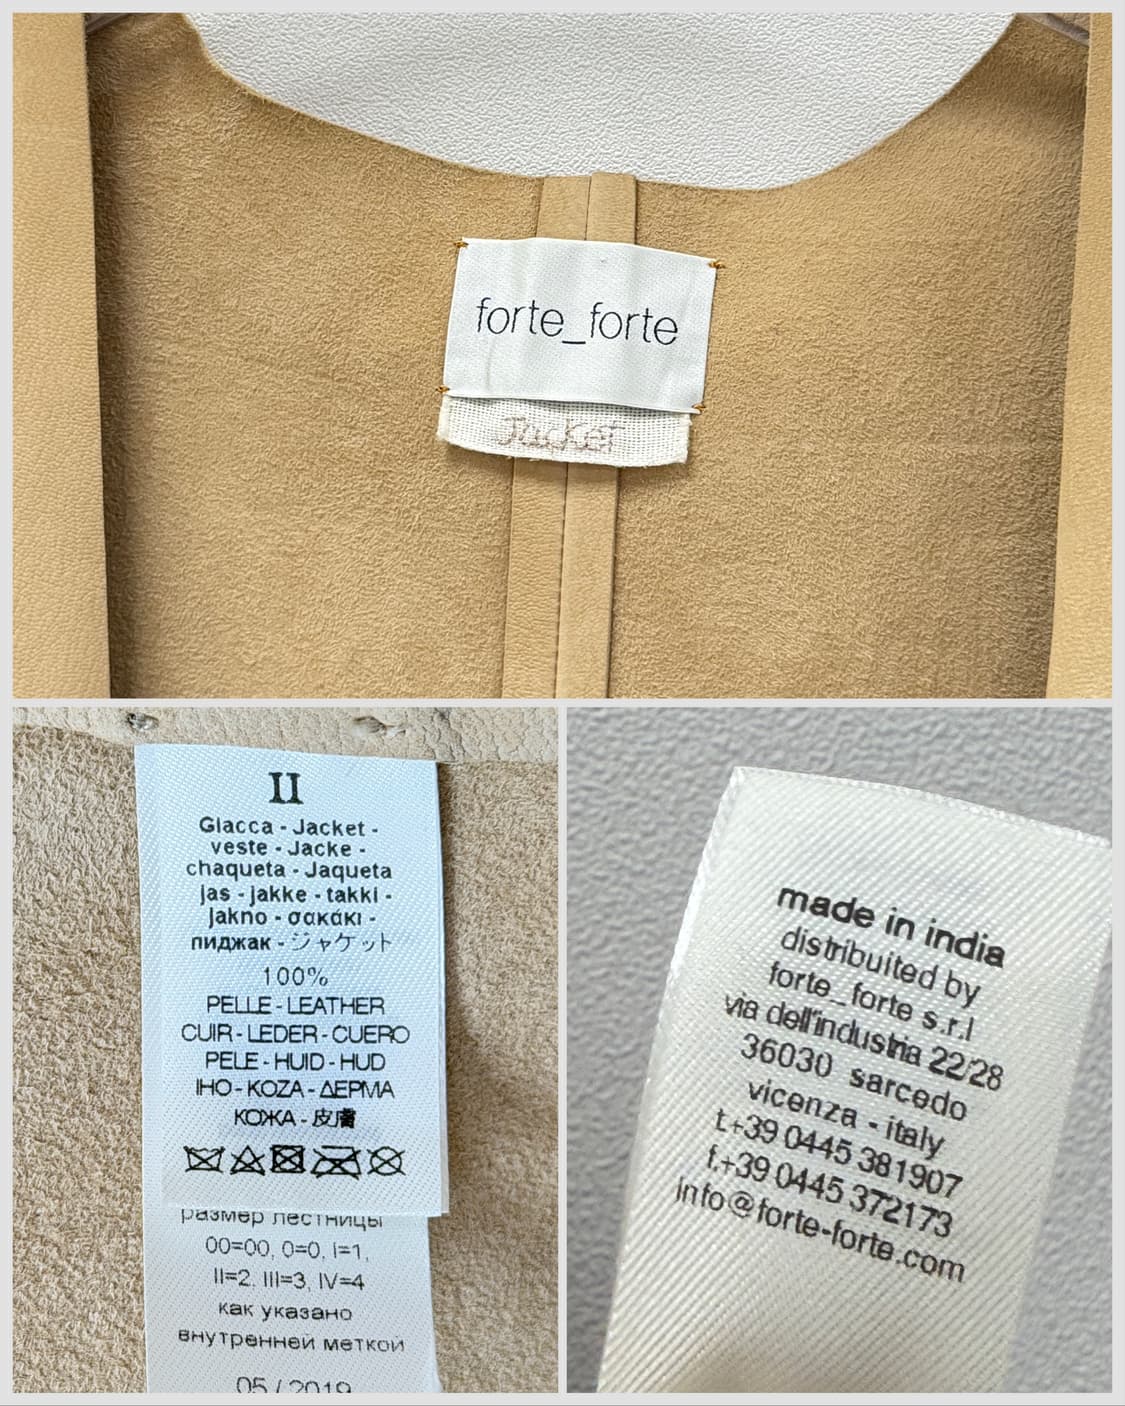 forte_forte
Jacket
II
Giacca - Jacket -
veste - Jacke -
chaqueta - Jaqueta
jas - jakke - takki -
jakno - σακάκι -
пиджак - ジャケット
100%
PELLE - LEATHER
CUIR - LEDER - CUERO
PELE - HUID - HUD
IHO - KOZA - ΔΕΡΜΑ
КОЖА - 皮膚
размер лестницы
00=00, 0=0, I=1,
II=2, III=3, IV=4
как указано
внутренней меткой
05 / 2019
made in india
distribuited by
forte_forte s.r.l
via dell'industria 22/28
36030 sarcedo
vicenza - italy
t.+39 0445 381907
f.+39 0445 372173
info@forte-forte.com